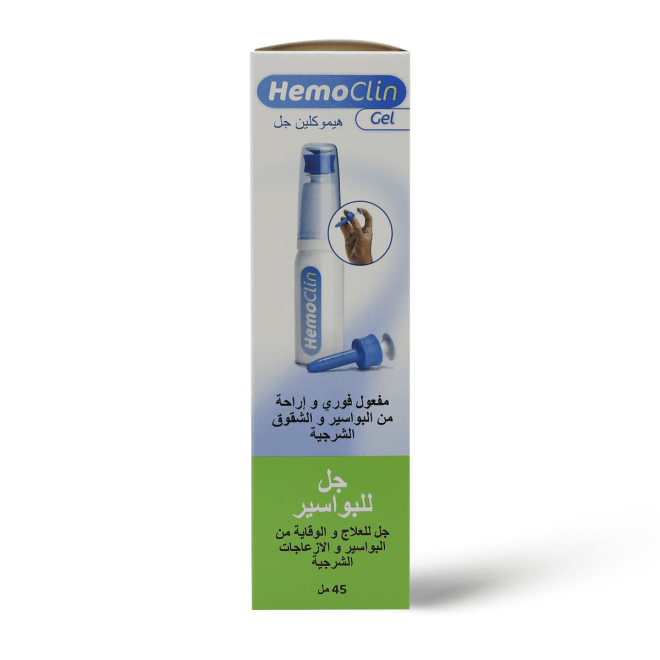 HemoClin
Gel
هيموكلين جل
HemoClin
مفعول فوري و إراحة
من البواسير و الشقوق
الشرجية
جل
للبواسير
جل للعلاج و الوقاية من
البواسير و الازعاجات
الشرجية
45 مل